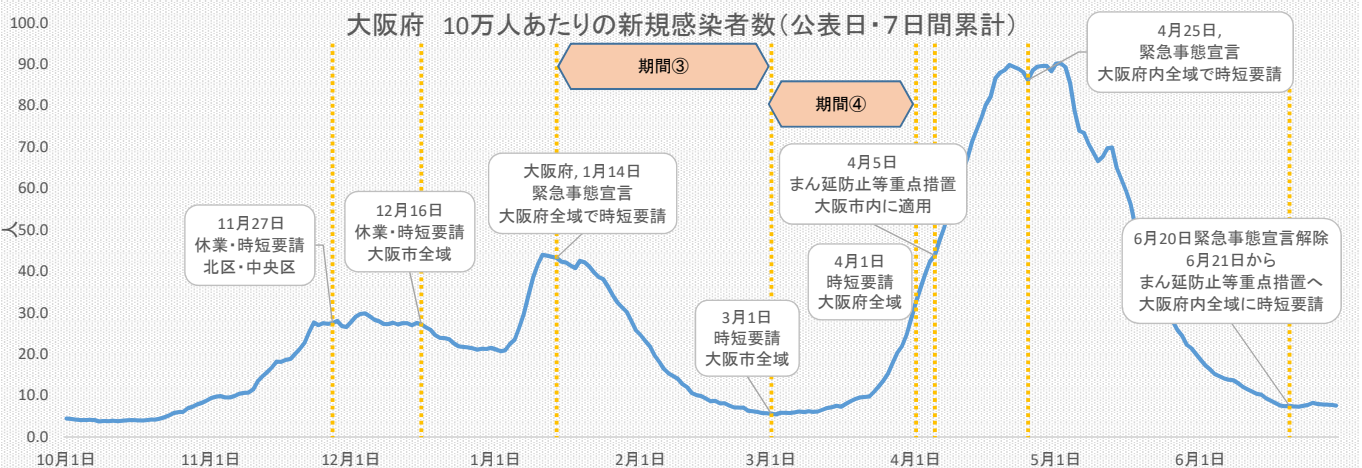 大阪府　10万人あたりの新規感染者数（公表日・７日間累計）
100.0
90.0
80.0
70.0
60.0
50.0
40.0
30.0
20.0
10.0
0.0
人
期間③
期間④
11月27日
休業・時短要請
北区・中央区
12月16日
休業・時短要請
大阪市全域
大阪府, 1月14日
緊急事態宣言
大阪府全域で時短要請
3月1日
時短要請
大阪市全域
4月1日
時短要請
大阪府全域
4月5日
まん延防止等重点措置
大阪市内に適用
4月25日,
緊急事態宣言
大阪府内全域で時短要請
6月20日緊急事態宣言解除
6月21日から
まん延防止等重点措置へ
大阪府内全域に時短要請
10月1日
11月1日
12月1日
1月1日
2月1日
3月1日
4月1日
5月1日
6月1日